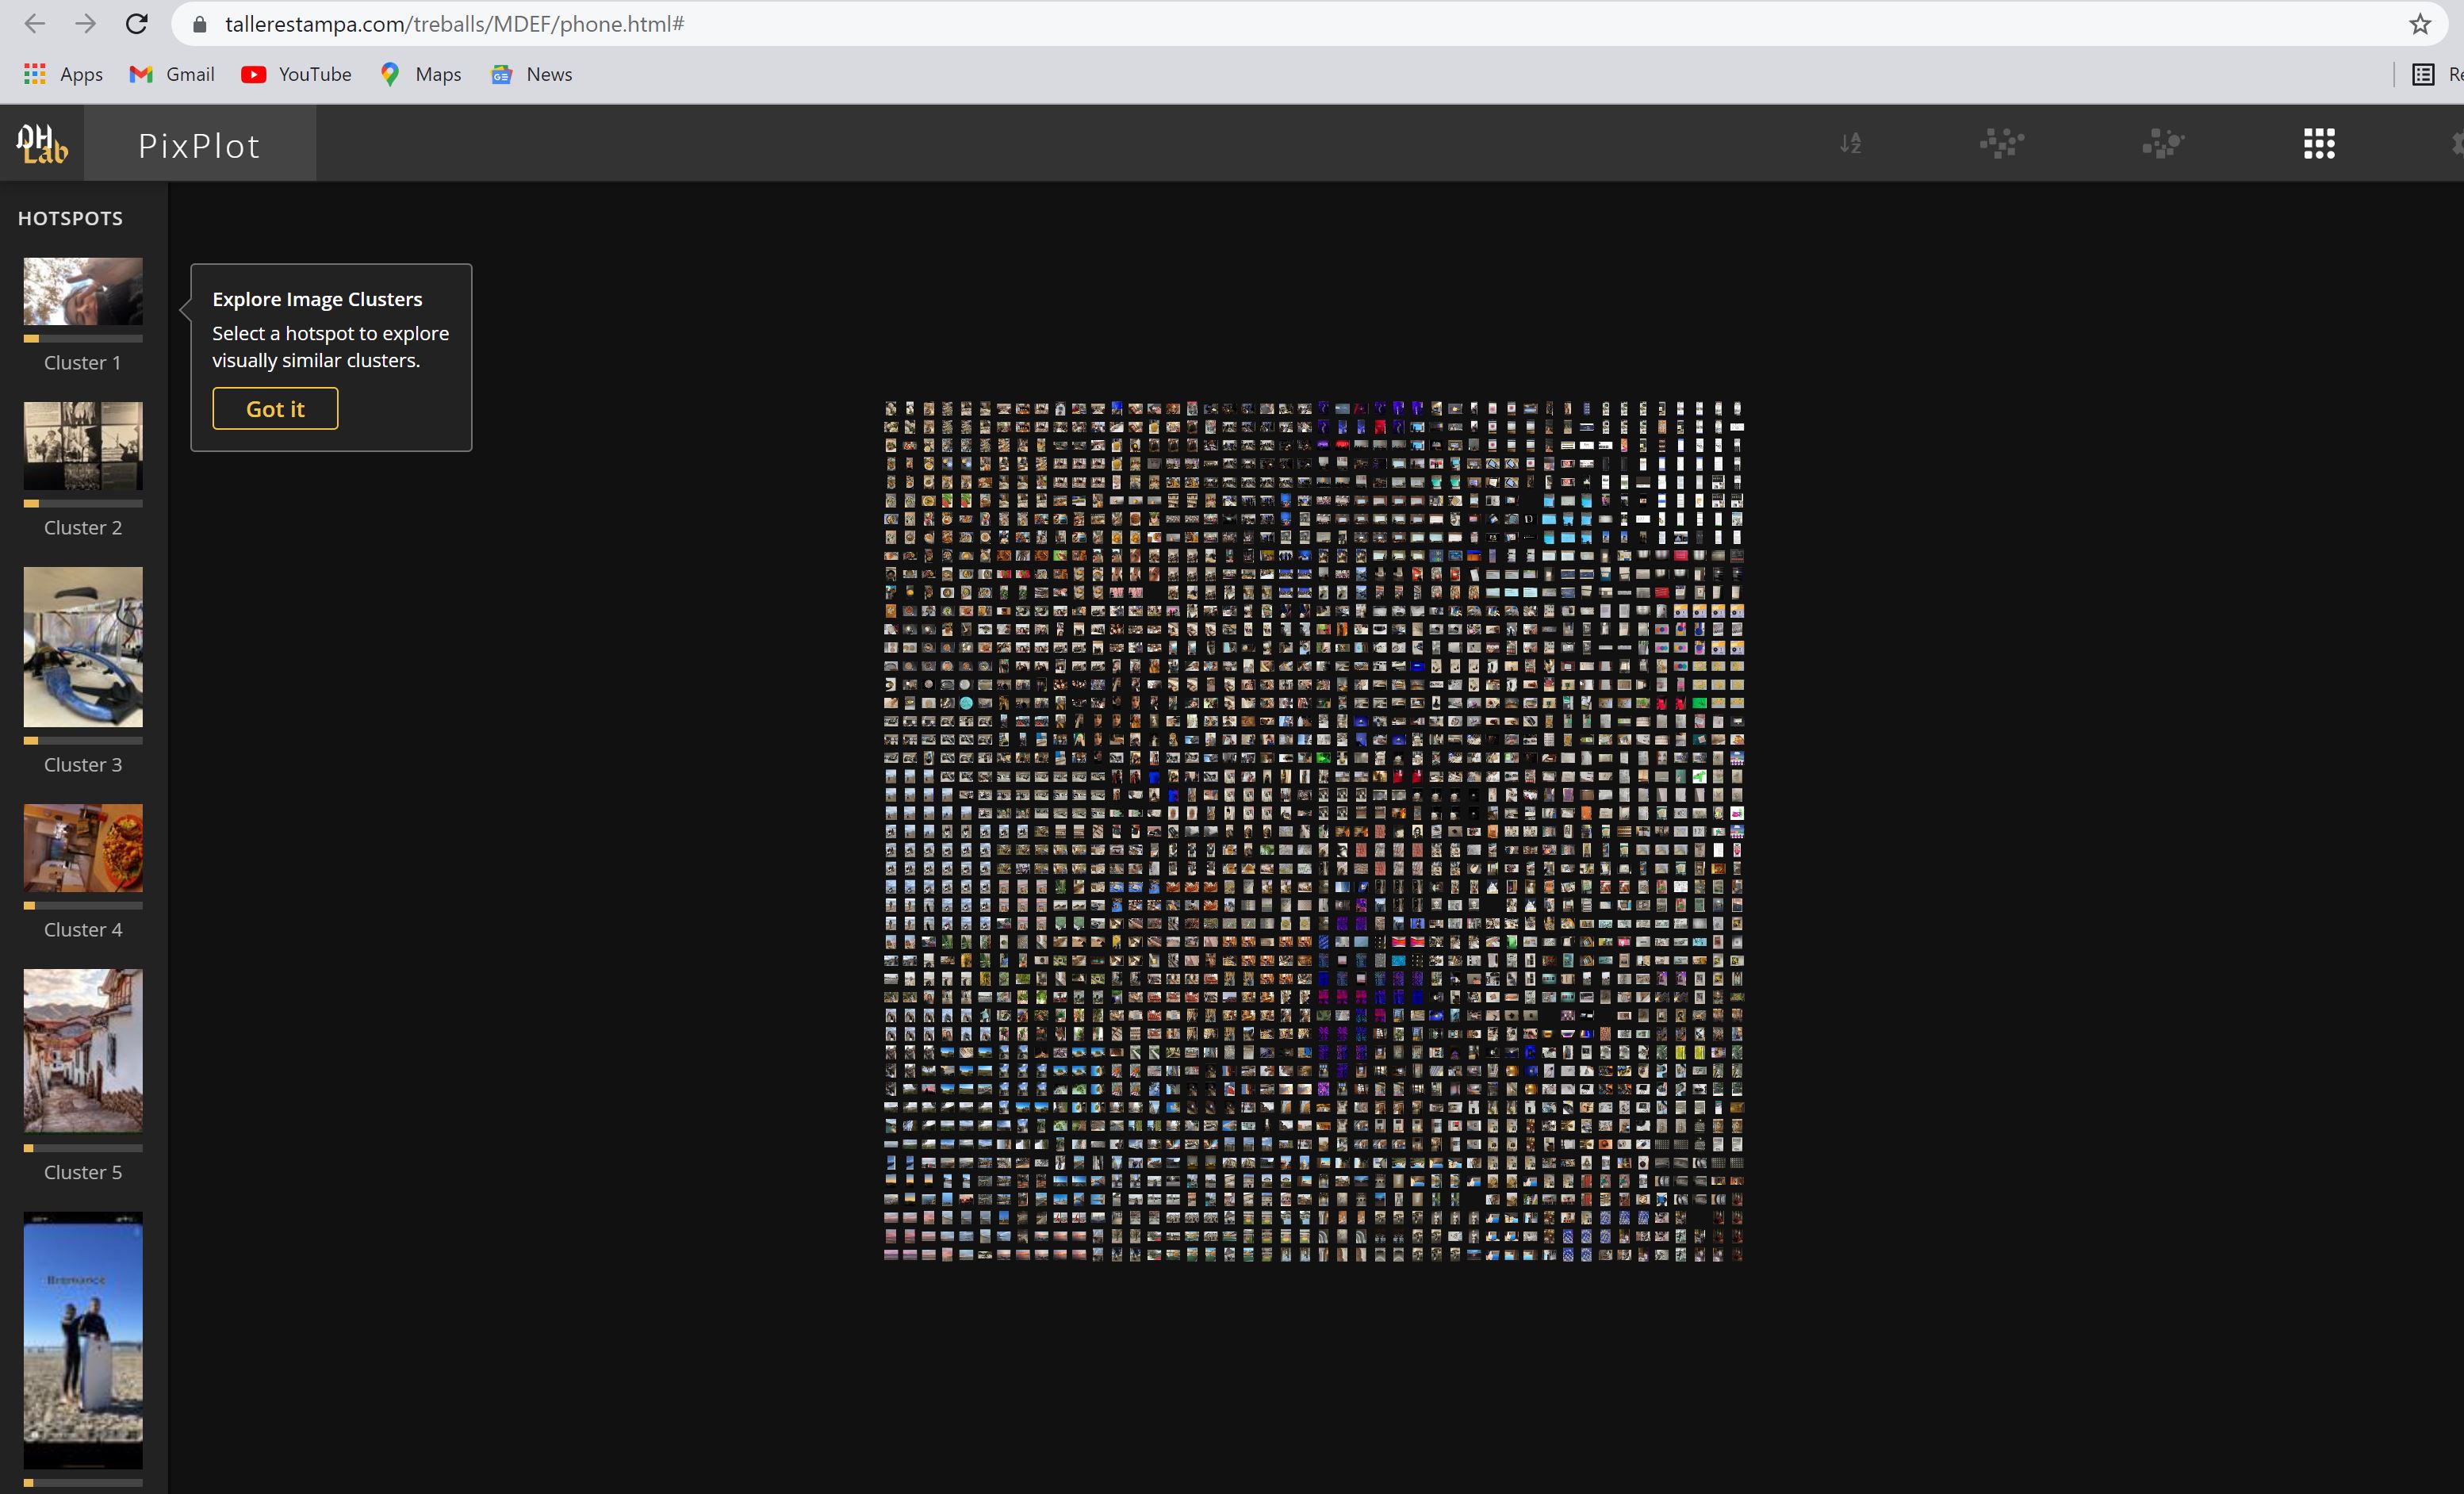 tallerestampa.com/treballs/MDEF/phone.html#
Apps Gmail YouTube Maps News
DH Lab
PixPlot
HOTSPOTS
Cluster 1
Explore Image Clusters
Select a hotspot to explore
visually similar clusters.
Got it
Cluster 2
Cluster 3
Cluster 4
Cluster 5
Bromance